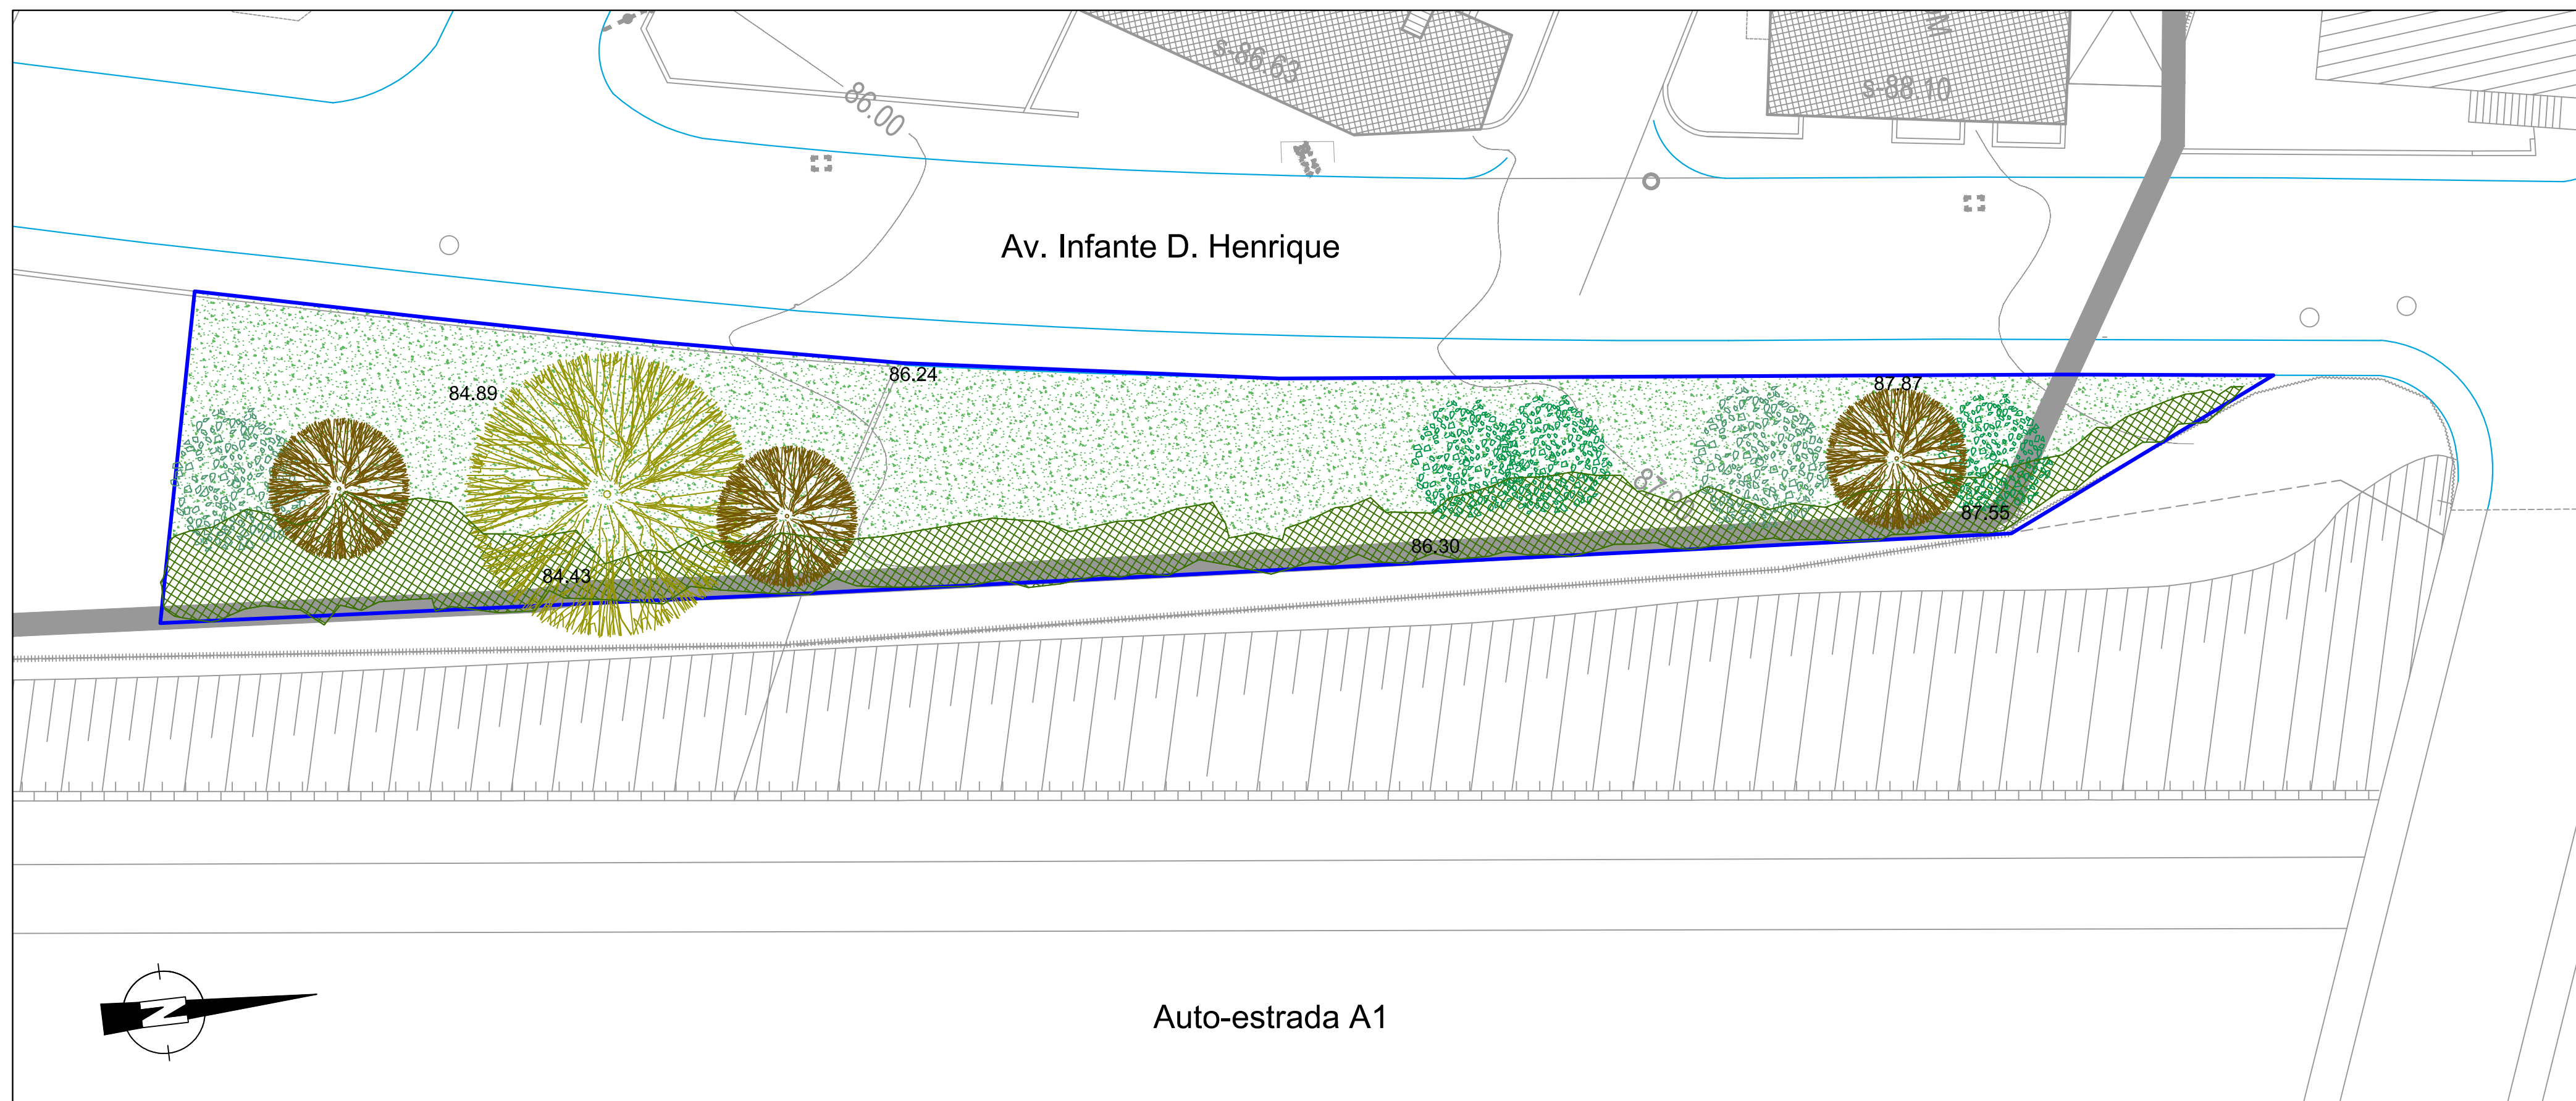 s-86.63
s-88.10
86.00
Av. Infante D. Henrique
86.24
84.89
87.87
87.55
86.30
84.43
N
Auto-estrada A1